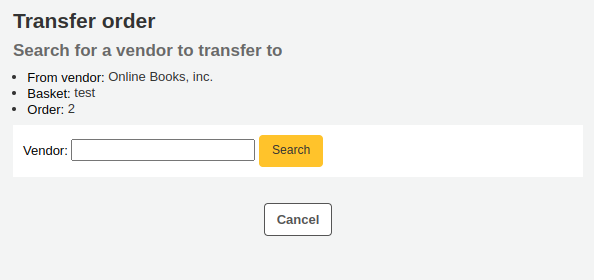 Transfer order
Search for a vendor to transfer to
From vendor: Online Books, inc.
Basket: test
Order: 2
Vendor: Search
Cancel